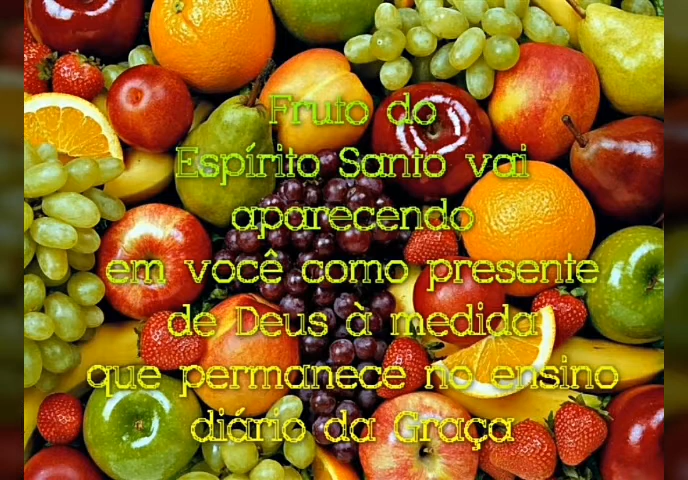 Fruto do
Espírito Santo vai
aparecendo
em você como presente
de Deus à medida
que permanece no ensino
diário da Graça